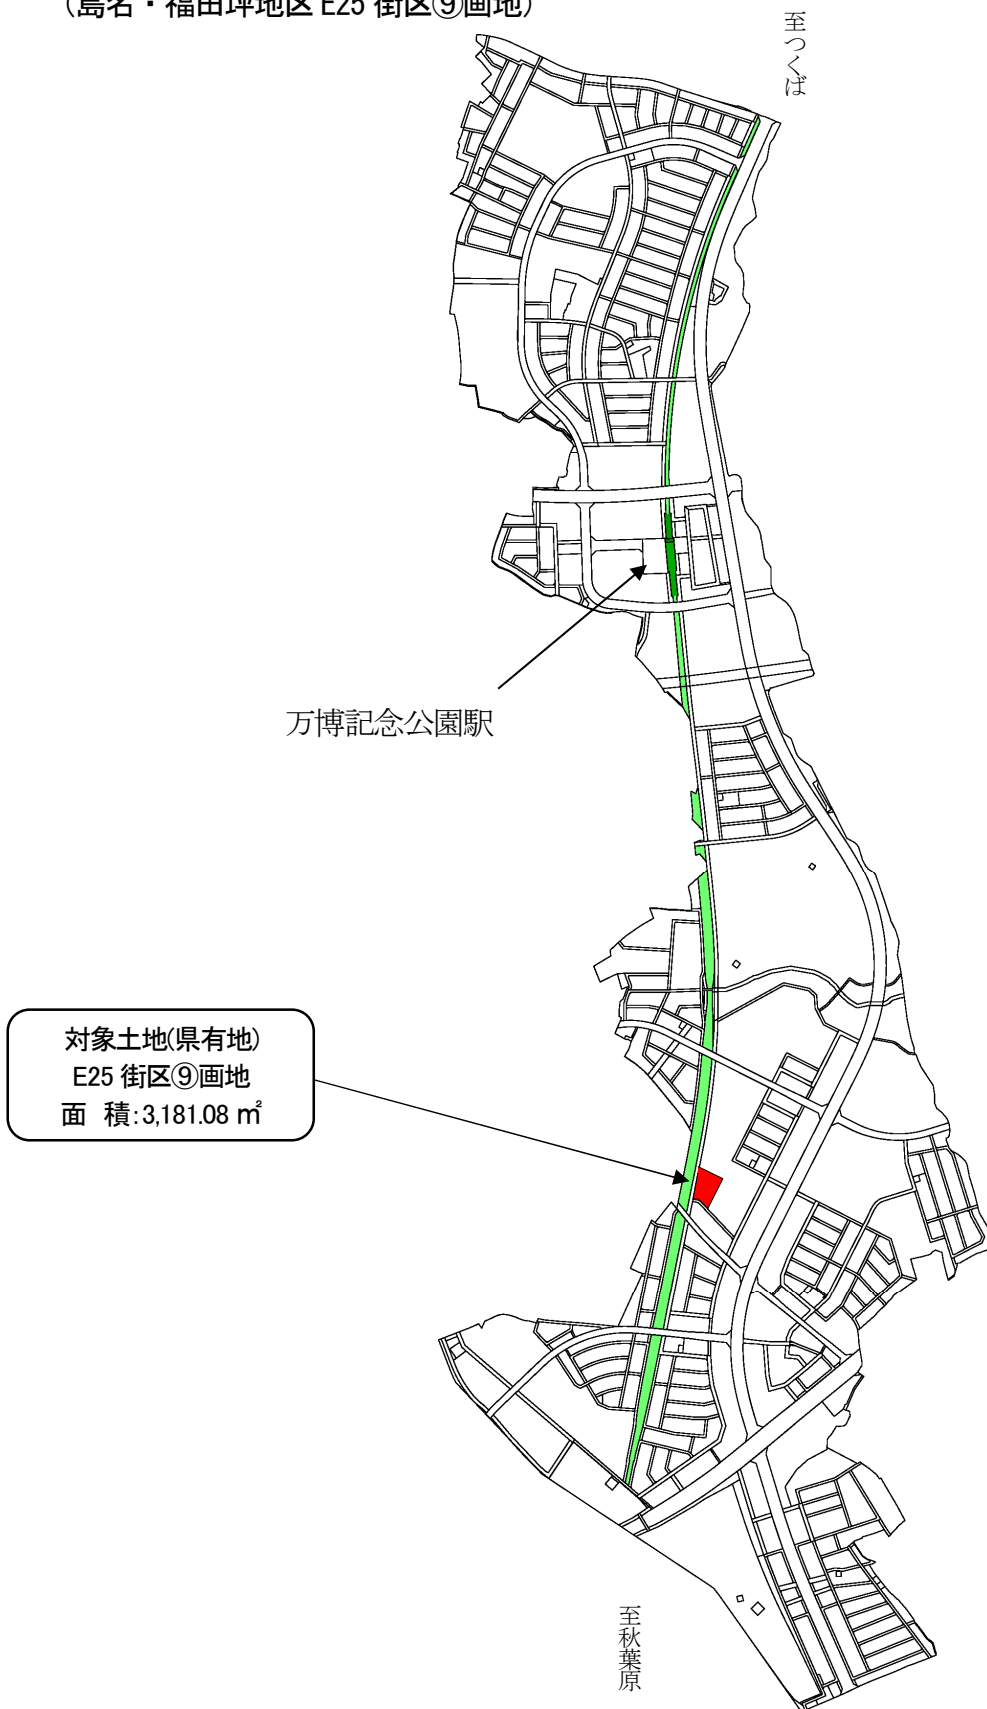 （島名・福田坪地区 E25 街区⑨画地）
至つくば
万博記念公園駅
対象土地(県有地)
E25 街区⑨画地
面 積:3,181.08 ㎡
至秋葉原